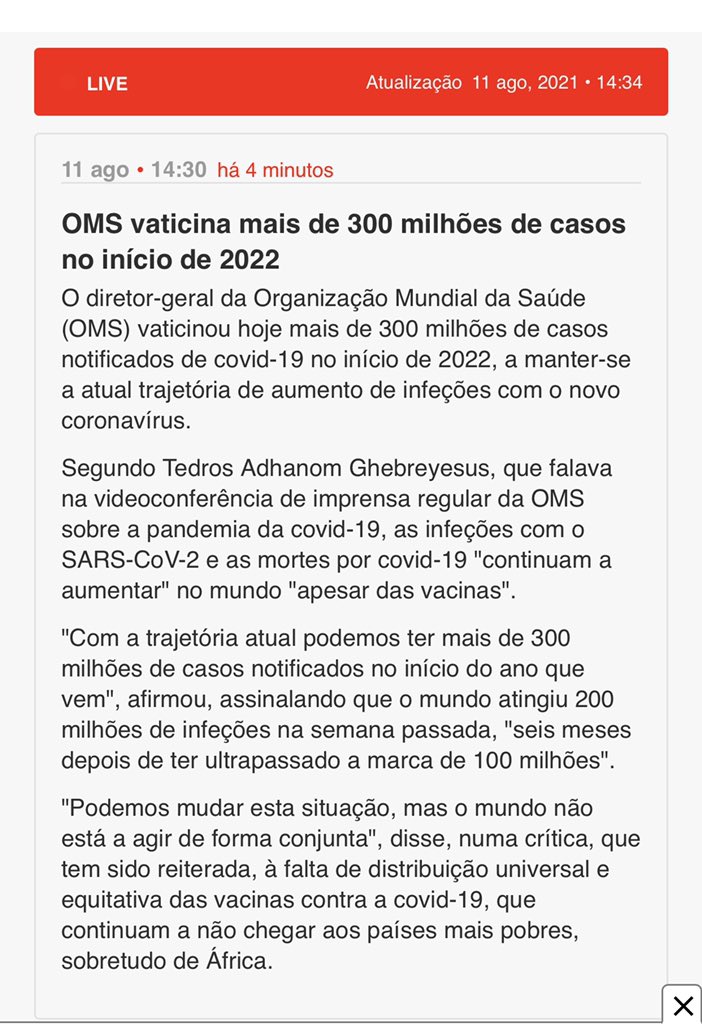 LIVE
Atualização 11 ago, 2021 • 14:34
11 ago • 14:30 há 4 minutos
OMS vaticina mais de 300 milhões de casos
no início de 2022
O diretor-geral da Organização Mundial da Saúde
(OMS) vaticinou hoje mais de 300 milhões de casos
notificados de covid-19 no início de 2022, a manter-se
a atual trajetória de aumento de infeções com o novo
coronavírus.
Segundo Tedros Adhanom Ghebreyesus, que falava
na videoconferência de imprensa regular da OMS
sobre a pandemia da covid-19, as infeções com o
SARS-CoV-2 e as mortes por covid-19 "continuam a
aumentar" no mundo "apesar das vacinas".
"Com a trajetória atual podemos ter mais de 300
milhões de casos notificados no início do ano que
vem", afirmou, assinalando que o mundo atingiu 200
milhões de infeções na semana passada, "seis meses
depois de ter ultrapassado a marca de 100 milhões".
"Podemos mudar esta situação, mas o mundo não
está a agir de forma conjunta", disse, numa crítica, que
tem sido reiterada, à falta de distribuição universal e
equitativa das vacinas contra a covid-19, que
continuam a não chegar aos países mais pobres,
sobretudo de África.